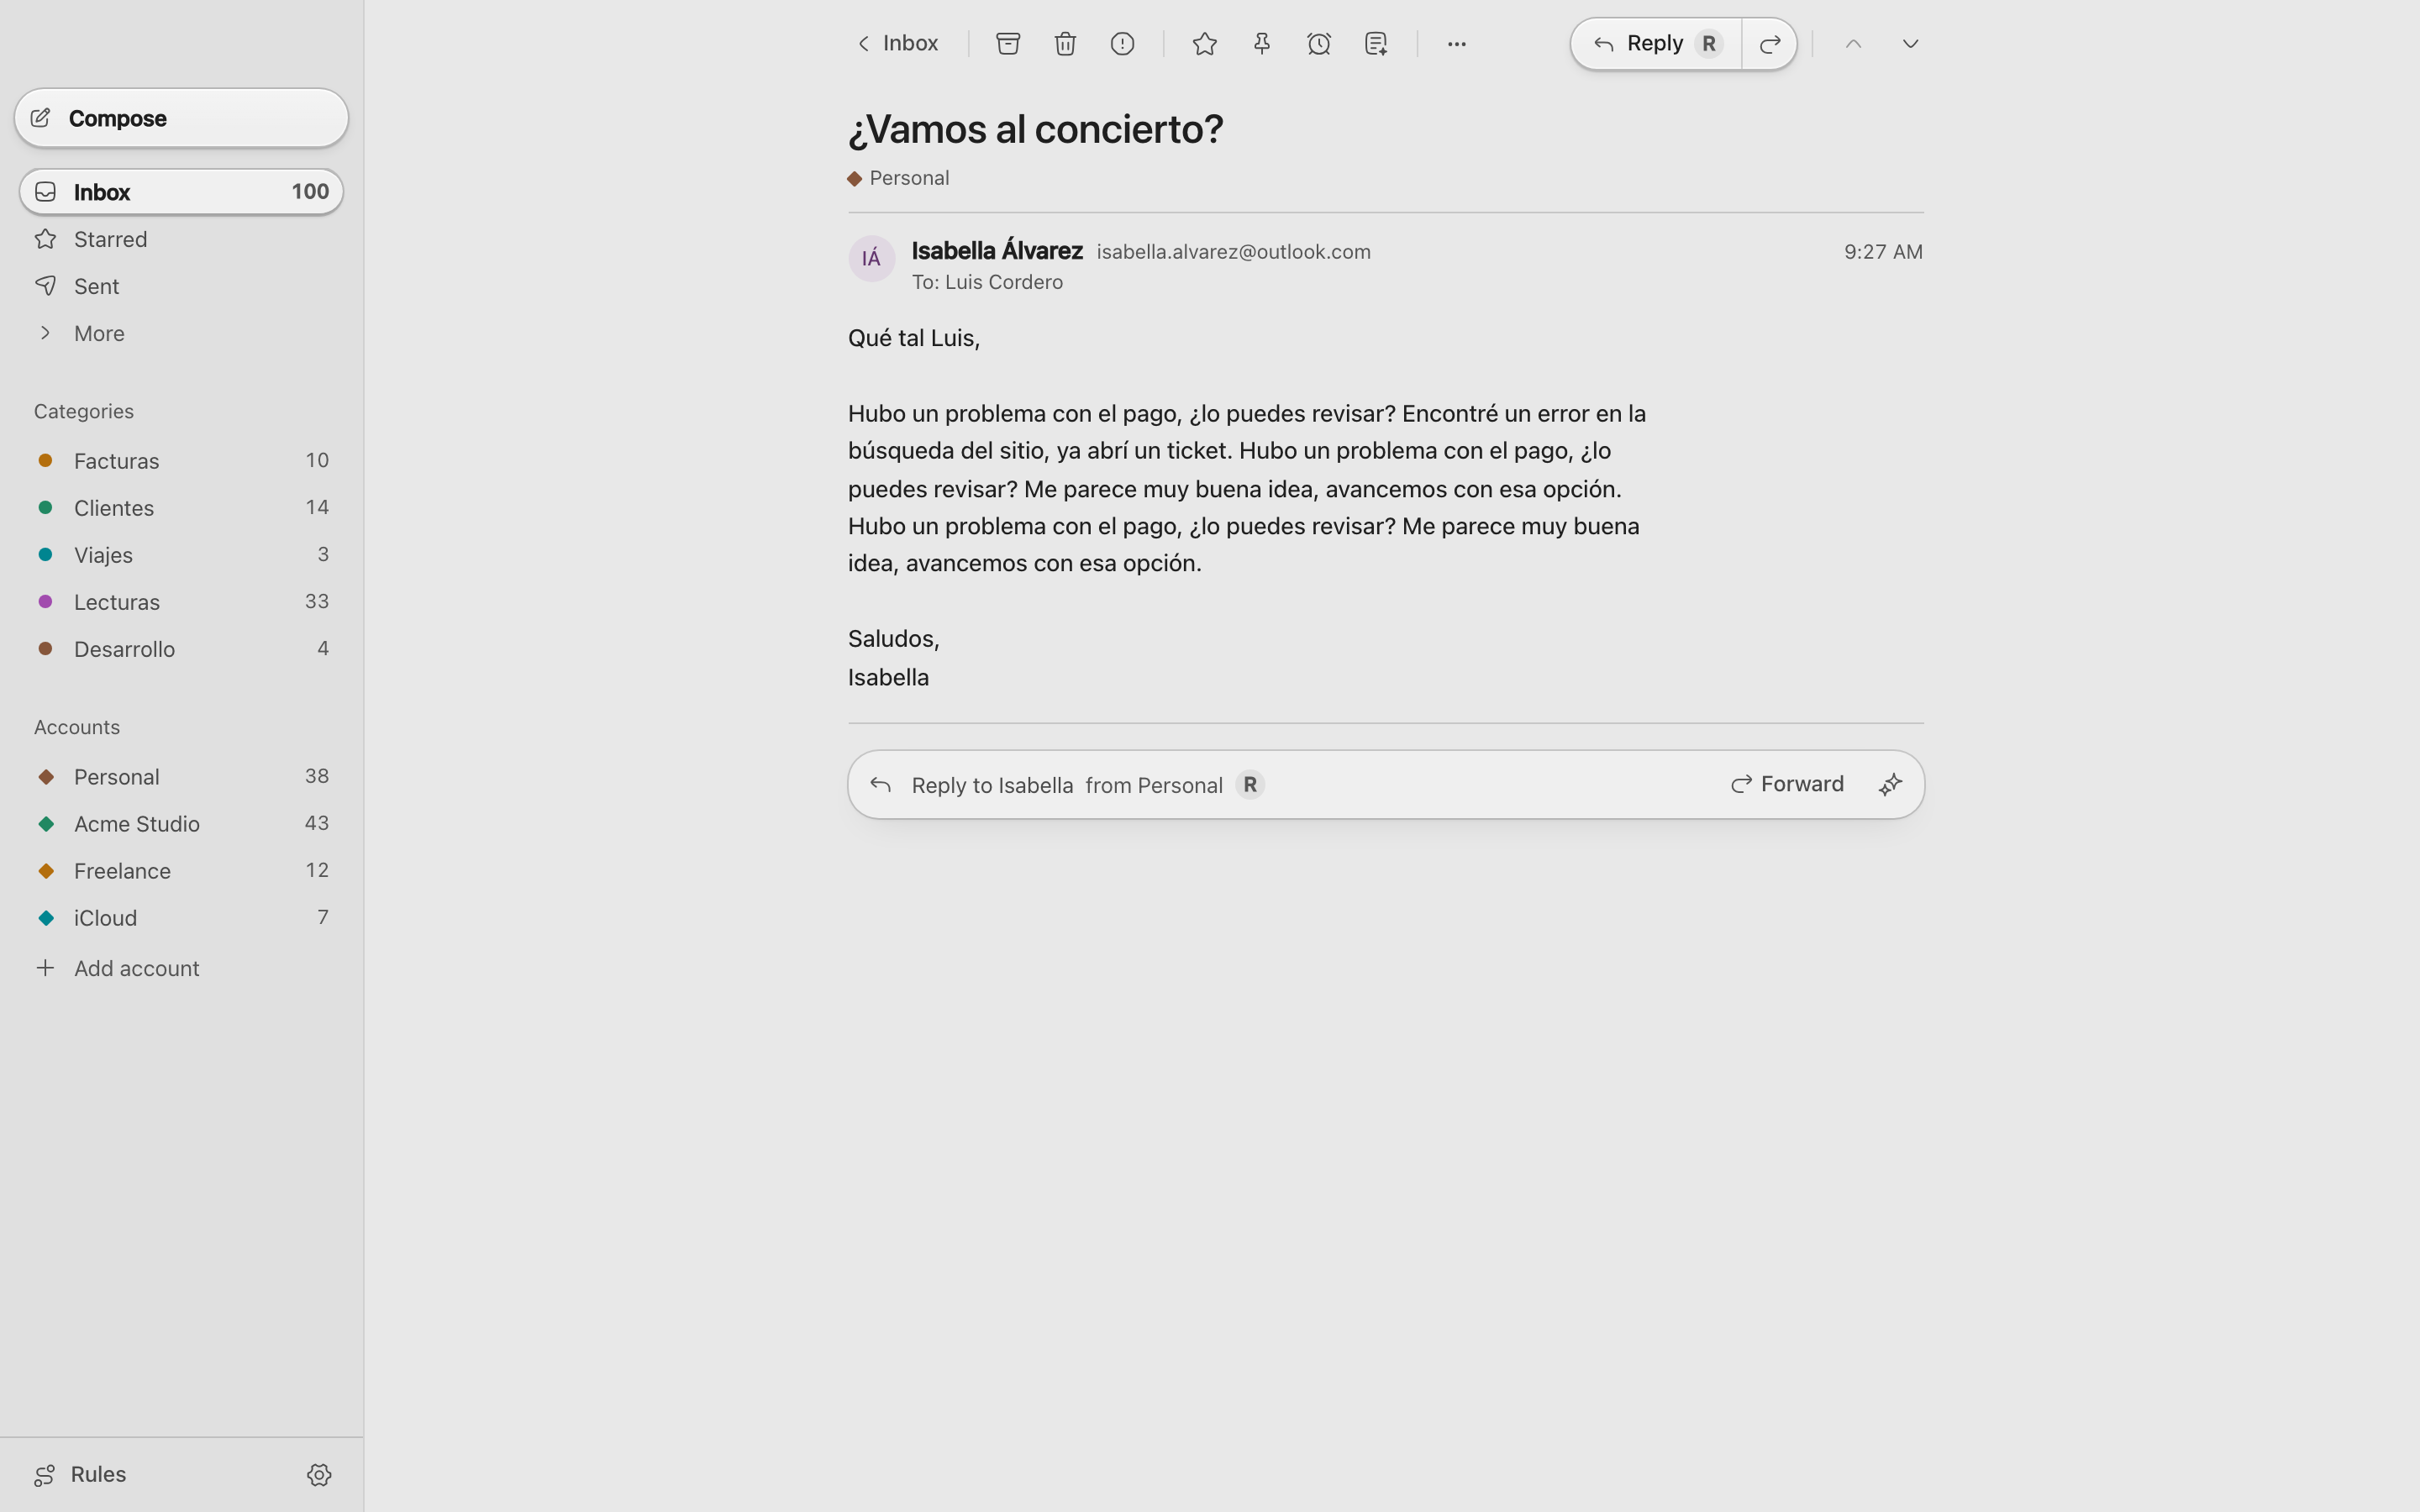 Compose
Inbox 100
Starred
Sent
More
Categories
Facturas 10
Clientes 14
Viajes 3
Lecturas 33
Desarrollo 4
Accounts
Personal 38
Acme Studio 43
Freelance 12
iCloud 7
Add account
Rules
Inbox
Reply R
¿Vamos al concierto?
Personal
IÁ
Isabella Álvarez isabella.alvarez@outlook.com 9:27 AM
To: Luis Cordero
Qué tal Luis,
Hubo un problema con el pago, ¿lo puedes revisar? Encontré un error en la
búsqueda del sitio, ya abrí un ticket. Hubo un problema con el pago, ¿lo
puedes revisar? Me parece muy buena idea, avancemos con esa opción.
Hubo un problema con el pago, ¿lo puedes revisar? Me parece muy buena
idea, avancemos con esa opción.
Saludos,
Isabella
Reply to Isabella from Personal R Forward